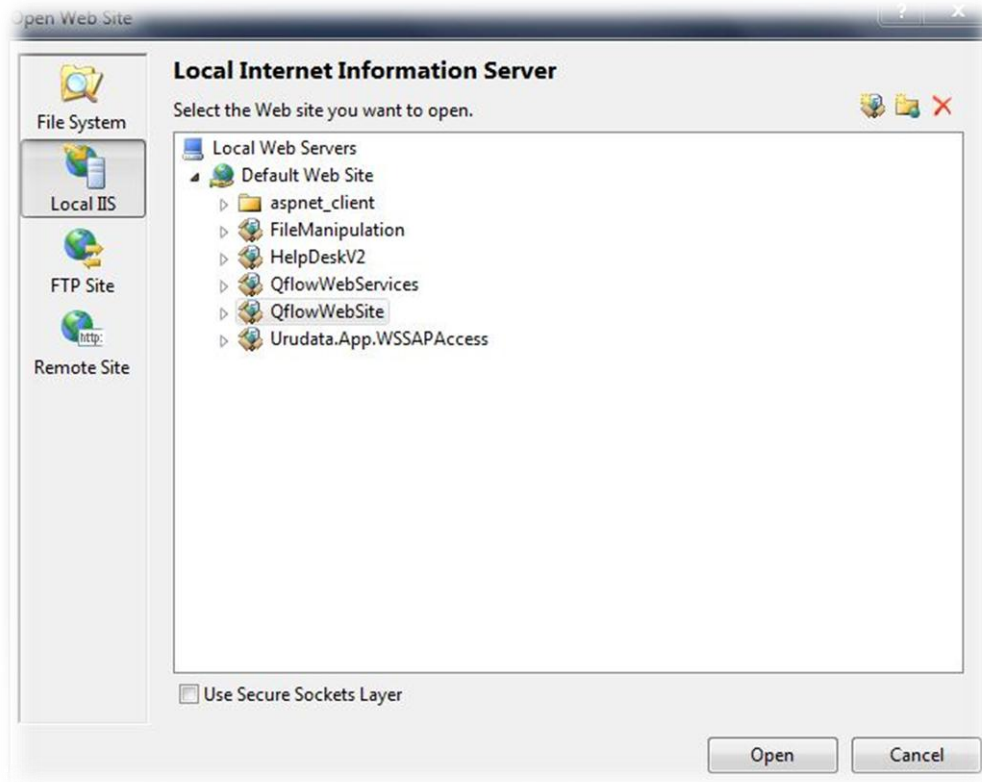 Open Web Site
Local Internet Information Server
Select the Web site you want to open.
File System
Local IIS
FTP Site
http:
Remote Site
Local Web Servers
Default Web Site
aspnet_client
FileManipulation
HelpDeskV2
QflowWebServices
QflowWebSite
Urudata.App.WSSAPAccess
Use Secure Sockets Layer
Open
Cancel